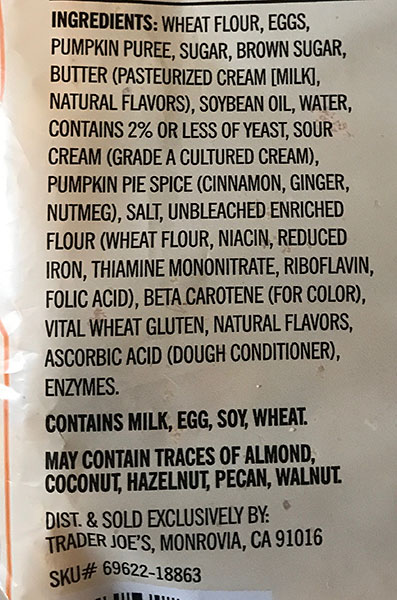 INGREDIENTS: WHEAT FLOUR, EGGS,
PUMPKIN PUREE, SUGAR, BROWN SUGAR,
BUTTER (PASTEURIZED CREAM [MILK],
NATURAL FLAVORS), SOYBEAN OIL, WATER,
CONTAINS 2% OR LESS OF YEAST, SOUR
CREAM (GRADE A CULTURED CREAM),
PUMPKIN PIE SPICE (CINNAMON, GINGER,
NUTMEG), SALT, UNBLEACHED ENRICHED
FLOUR (WHEAT FLOUR, NIACIN, REDUCED
IRON, THIAMINE MONONITRATE, RIBOFLAVIN,
FOLIC ACID), BETA CAROTENE (FOR COLOR),
VITAL WHEAT GLUTEN, NATURAL FLAVORS,
ASCORBIC ACID (DOUGH CONDITIONER),
ENZYMES.
CONTAINS MILK, EGG, SOY, WHEAT.
MAY CONTAIN TRACES OF ALMOND,
COCONUT, HAZELNUT, PECAN, WALNUT.
DIST. & SOLD EXCLUSIVELY BY:
TRADER JOE'S, MONROVIA, CA 91016
SKU# 69622-18863